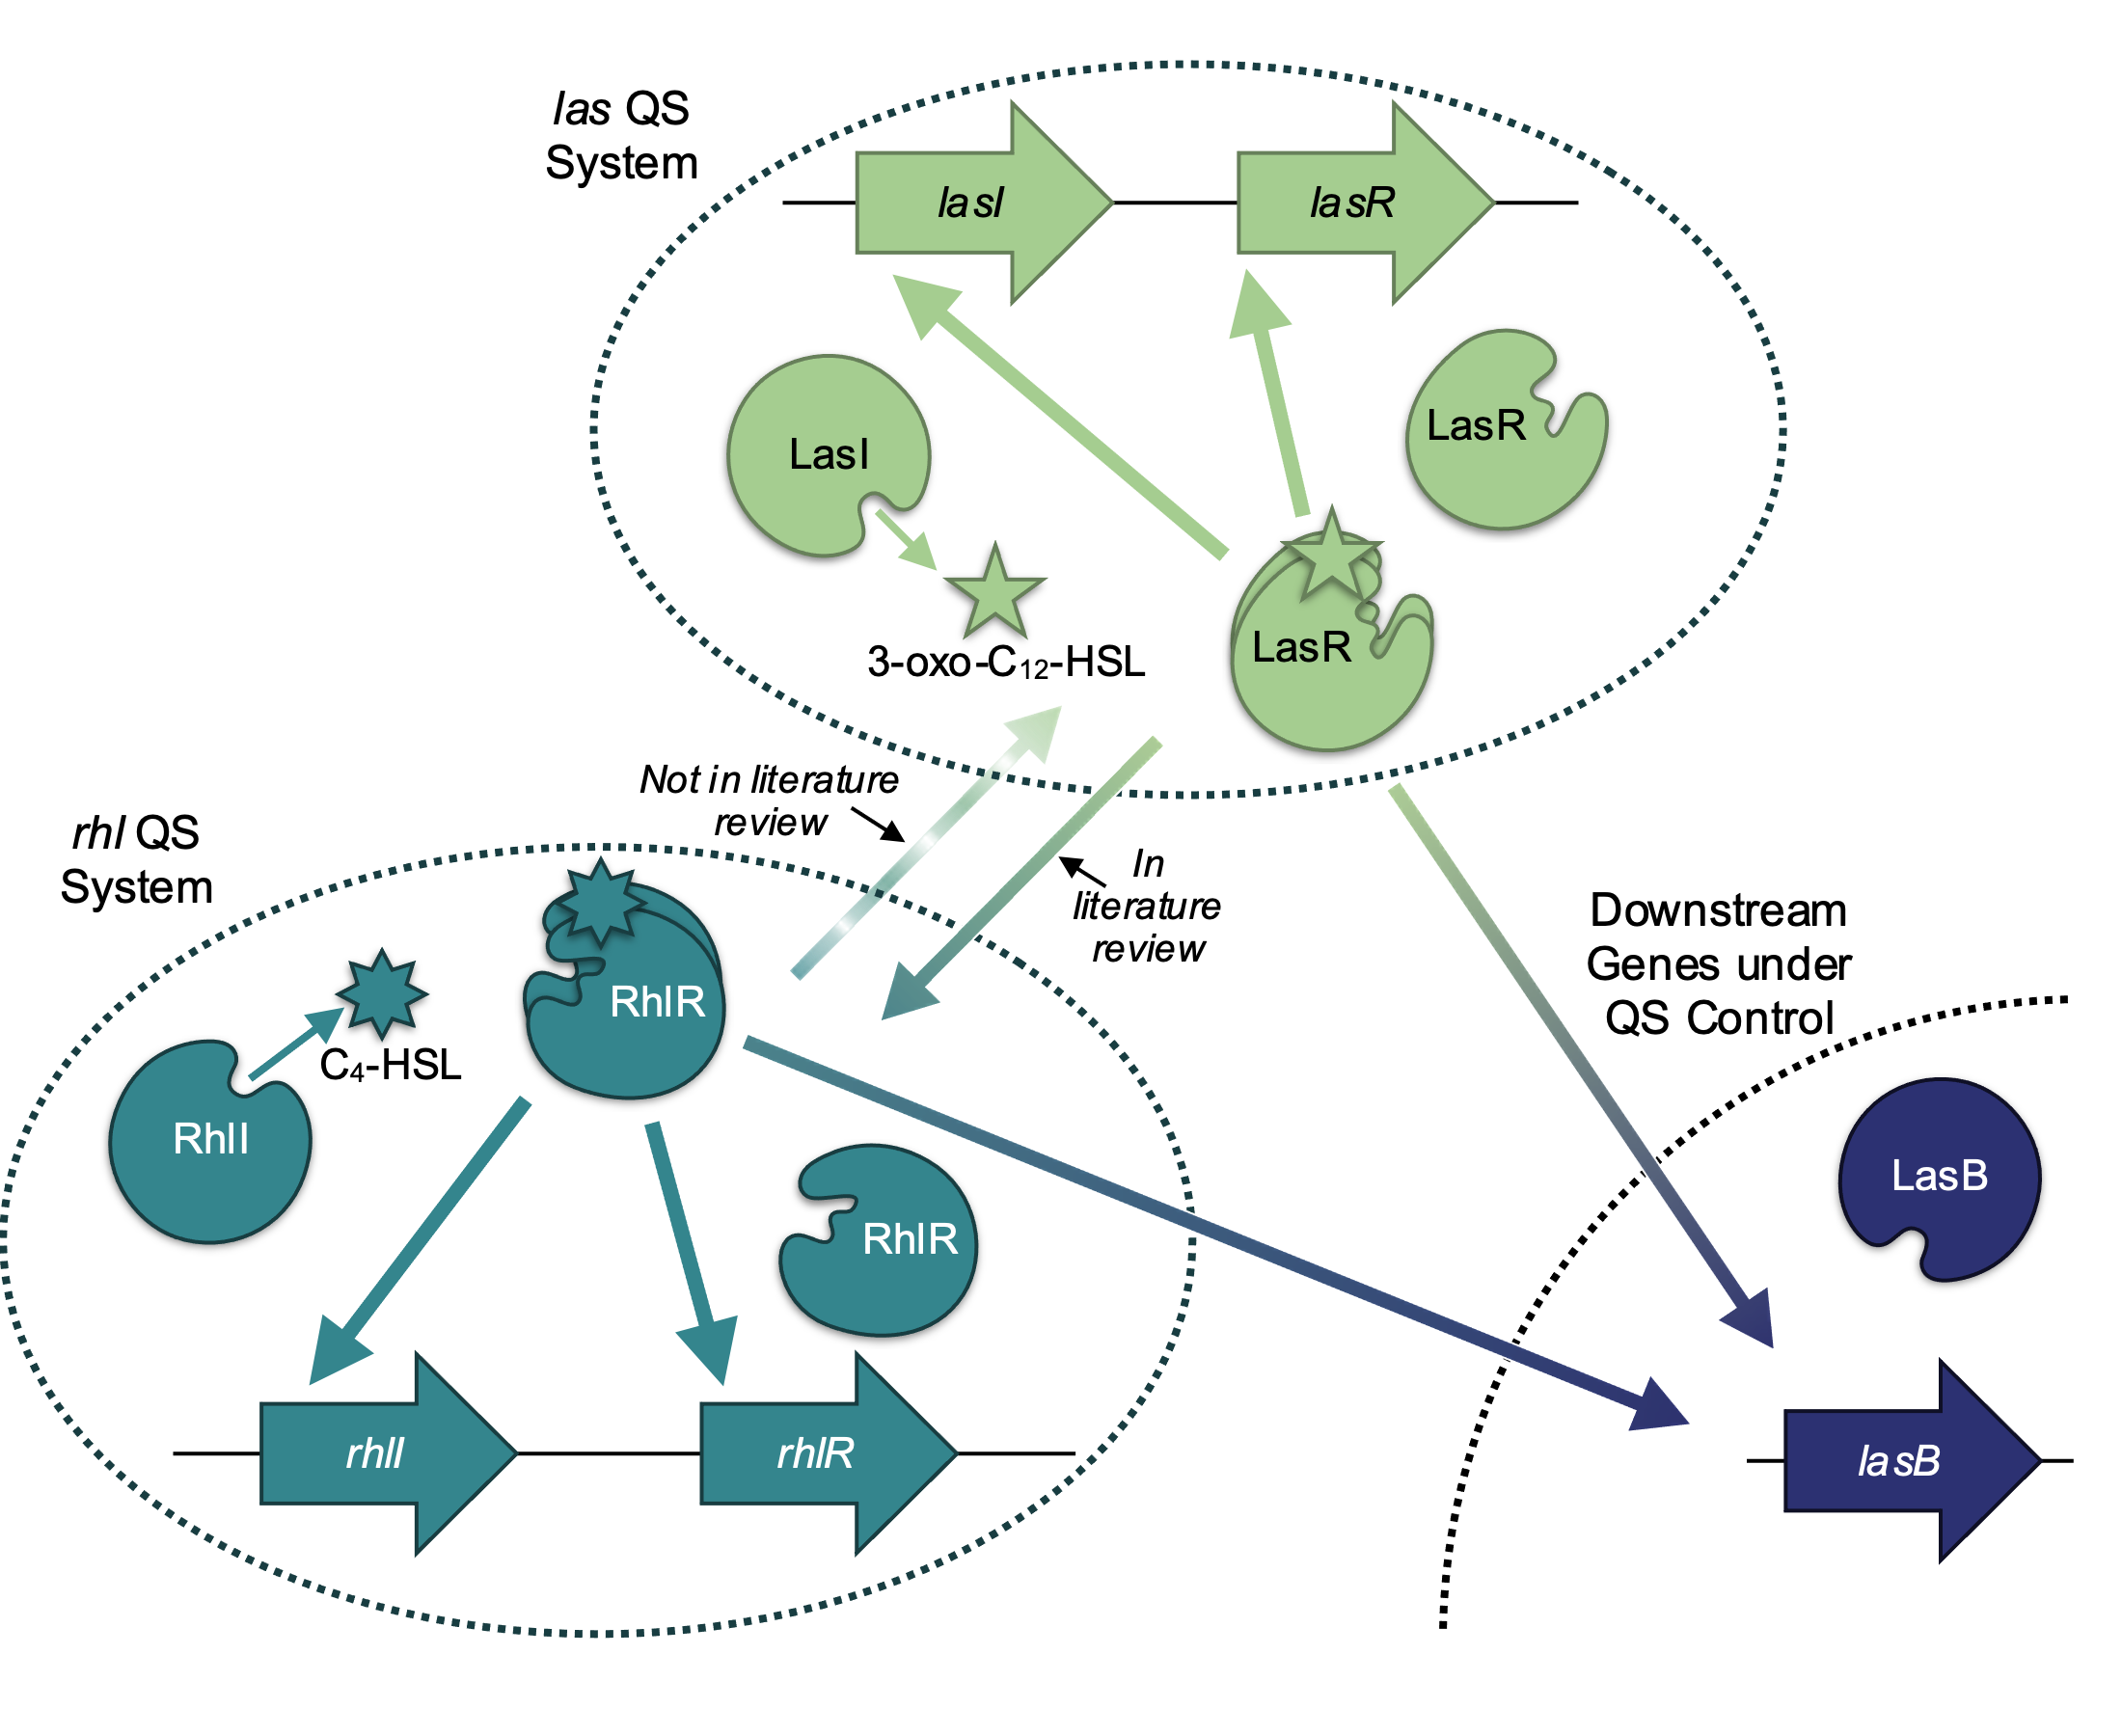 las QS
System
lasI
lasR
LasI
LasR
LasR
3-oxo-C₁₂-HSL
Not in literature
review
In
literature
review
rhl QS
System
RhlR
C₄-HSL
RhlI
RhlR
rhlI
rhlR
Downstream
Genes under
QS Control
LasB
lasB